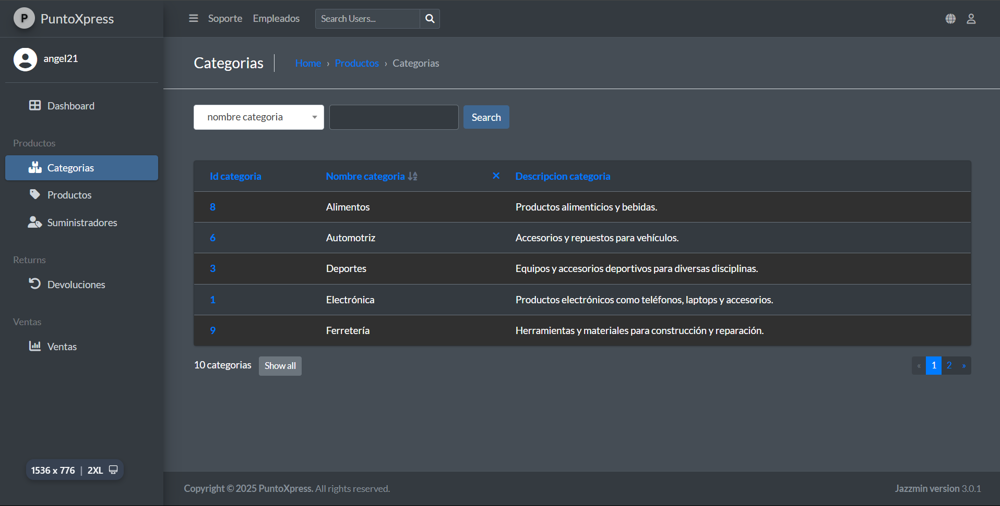 P PuntoXpress
Soporte Empleados Search Users...
angel21
Categorias Home › Productos › Categorias
Dashboard
nombre categoria Search
Productos
Categorias
Productos
Suministradores
Returns
Devoluciones
Ventas
Ventas
Id categoria Nombre categoria Descripcion categoria
8 Alimentos Productos alimenticios y bebidas.
6 Automotriz Accesorios y repuestos para vehículos.
3 Deportes Equipos y accesorios deportivos para diversas disciplinas.
1 Electrónica Productos electrónicos como teléfonos, laptops y accesorios.
9 Ferretería Herramientas y materiales para construcción y reparación.
10 categorias Show all « 1 2 »
1536 x 776 | 2XL
Copyright © 2025 PuntoXpress. All rights reserved. Jazzmin version 3.0.1